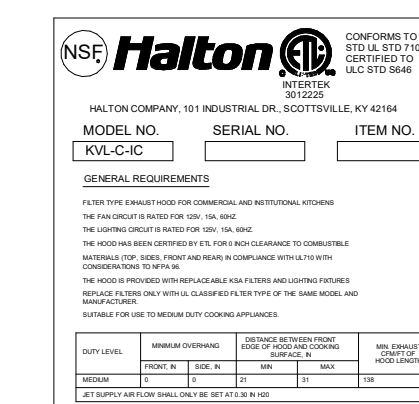 NSF
Halton
ETL
INTERTEK
3012225
CONFORMS TO
STD UL STD 710
CERTIFIED TO
ULC STD S646
HALTON COMPANY, 101 INDUSTRIAL DR., SCOTTSVILLE, KY 42164
MODEL NO. SERIAL NO. ITEM NO.
KVL-C-IC
GENERAL REQUIREMENTS
FILTER TYPE EXHAUST HOOD FOR COMMERCIAL AND INSTITUTIONAL KITCHENS
THE FAN CIRCUIT IS RATED FOR 125V, 15A, 60HZ.
THE LIGHTING CIRCUIT IS RATED FOR 125V, 15A, 60HZ.
THE HOOD HAS BEEN CERTIFIED BY ETL FOR 0 INCH CLEARANCE TO COMBUSTIBLE
MATERIALS (TOP, SIDES, FRONT AND REAR) IN COMPLIANCE WITH UL710 WITH
CONSIDERATIONS TO NFPA 96.
THE HOOD IS PROVIDED WITH REPLACEABLE KSA FILTERS AND LIGHTING FIXTURES
REPLACE FILTERS ONLY WITH UL CLASSIFIED FILTER TYPE OF THE SAME MODEL AND
MANUFACTURER.
SUITABLE FOR USE TO MEDIUM DUTY COOKING APPLIANCES.
DUTY LEVEL
MINIMUM OVERHANG
FRONT, IN SIDE, IN
DISTANCE BETWEEN FRONT
EDGE OF HOOD AND COOKING
SURFACE, IN
MIN MAX
MIN. EXHAUST
CFM/FT OF
HOOD LENGTH
MEDIUM 0 0 21 31 138
JET SUPPLY AIR FLOW SHALL ONLY BE SET AT 0.30 IN H20